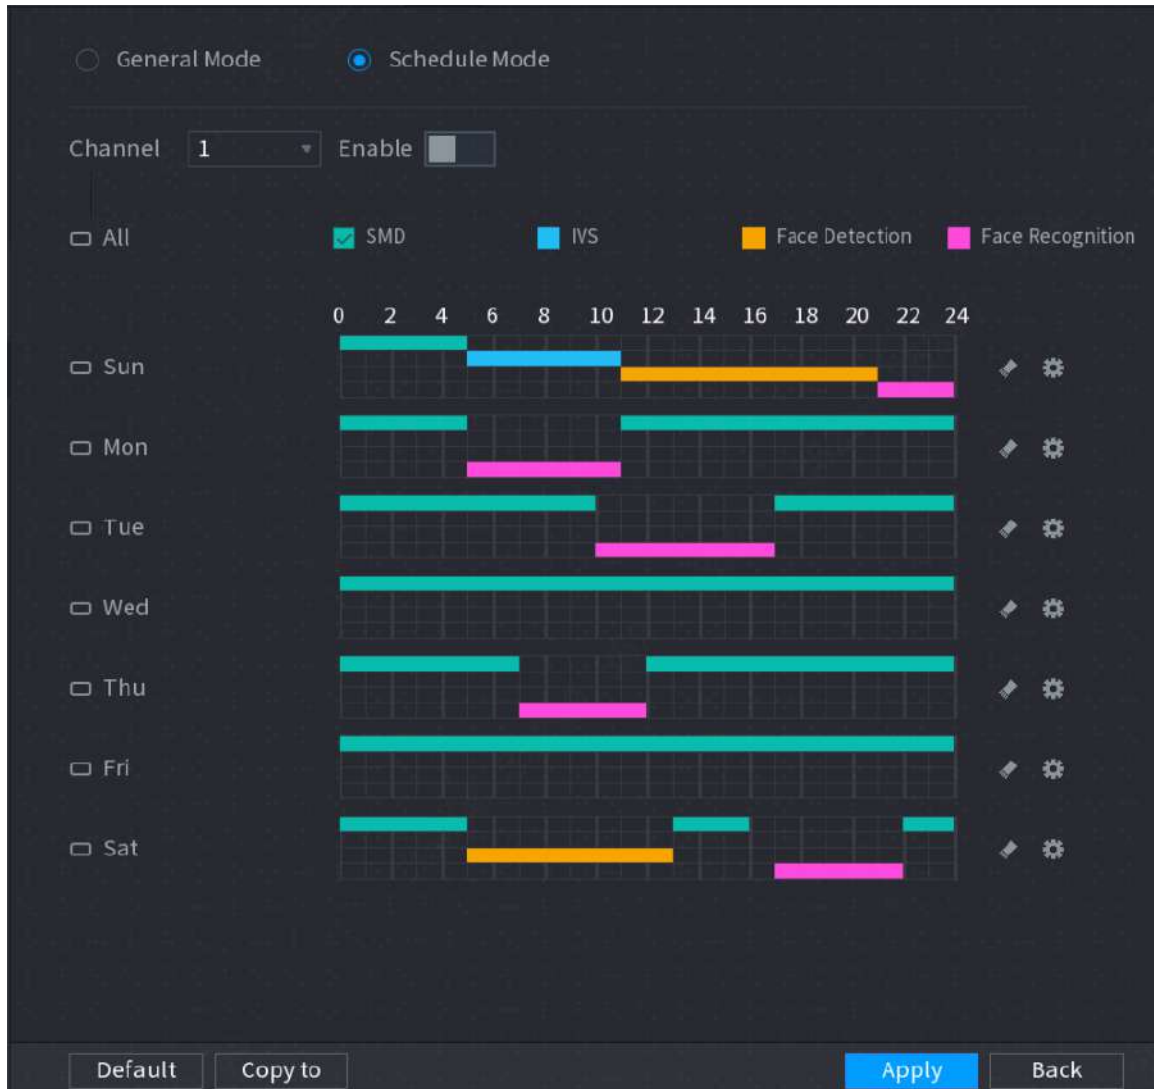 General Mode Schedule Mode
Channel 1 Enable
All SMD IVS Face Detection Face Recognition
0 2 4 6 8 10 12 14 16 18 20 22 24
Sun
Mon
Tue
Wed
Thu
Fri
Sat
Default Copy to Apply Back